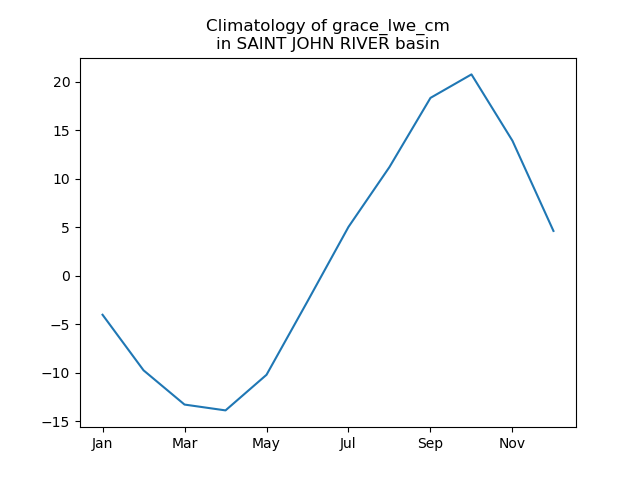 Climatology of grace_lwe_cm
in SAINT JOHN RIVER basin
20
15
10
5
0
−5
−10
−15
Jan Mar May Jul Sep Nov